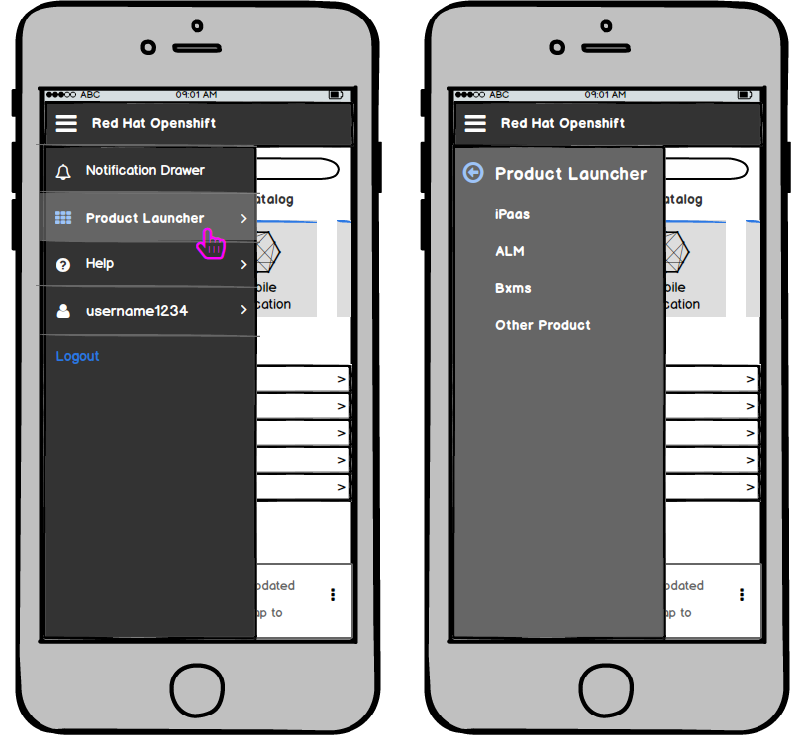 ABC 09:01 AM
Red Hat Openshift
Notification Drawer
Product Launcher >
Help >
username1234 >
Logout
atalog
bile
cation
>
>
>
>
>
pdated
ap to
ABC 09:01 AM
Red Hat Openshift
Product Launcher
iPaas
ALM
Bxms
Other Product
atalog
bile
cation
>
>
>
>
>
pdated
ap to